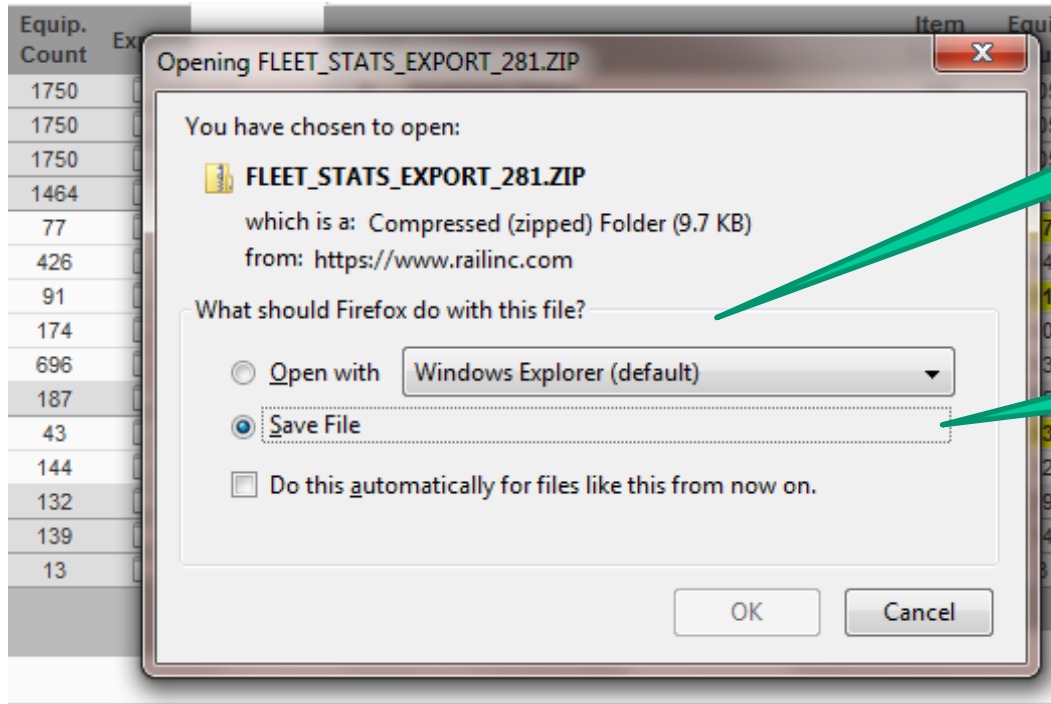 Equip.
Count
Item
Opening FLEET_STATS_EXPORT_281.ZIP
X
1750
1750
1750
1464
77
426
91
174
696
187
43
144
132
139
13
You have chosen to open:
FLEET_STATS_EXPORT_281.ZIP
which is a: Compressed (zipped) Folder (9.7 KB)
from: https://www.railinc.com
What should Firefox do with this file?
Open with Windows Explorer (default)
Save File
Do this automatically for files like this from now on.
OK Cancel